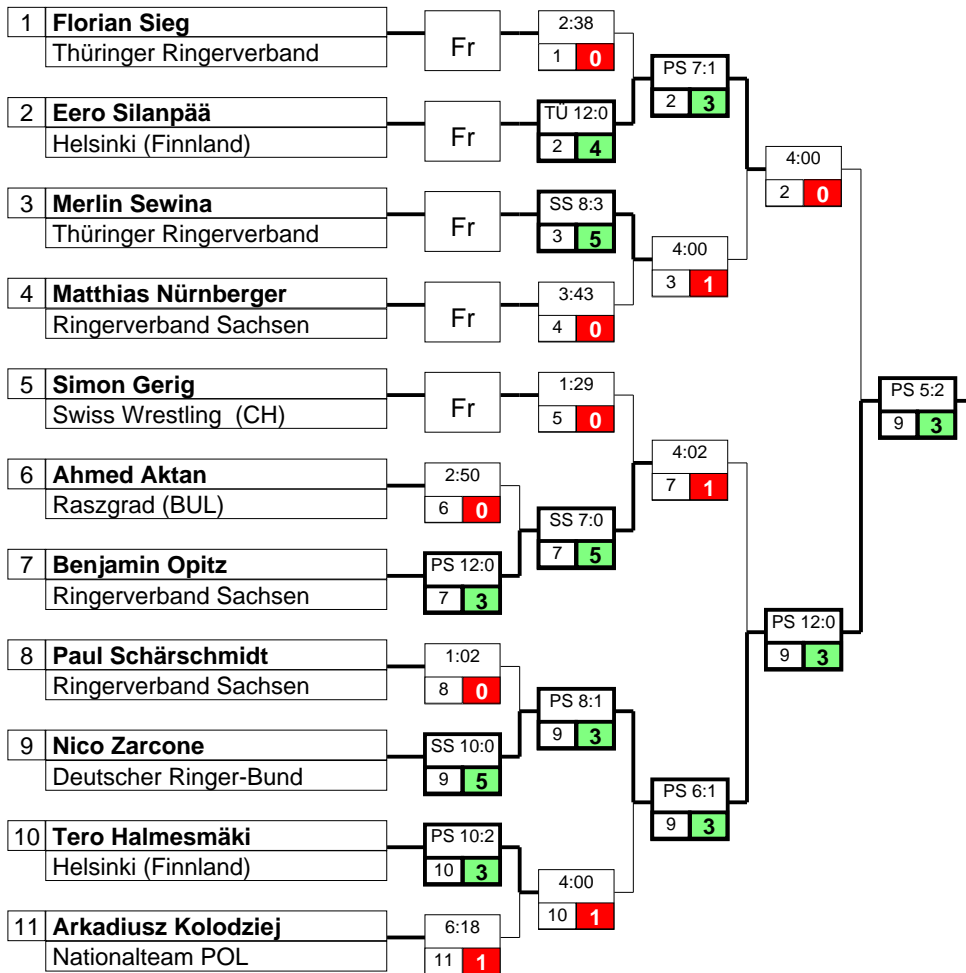 1 Florian Sieg
Thüringer Ringerverband
Fr
2:38
1 0
PS 7:1
2 3
2 Eero Silanpää
Helsinki (Finnland)
Fr
TÜ 12:0
2 4
4:00
2 0
3 Merlin Sewina
Thüringer Ringerverband
Fr
SS 8:3
3 5
4:00
3 1
4 Matthias Nürnberger
Ringerverband Sachsen
Fr
3:43
4 0
5 Simon Gerig
Swiss Wrestling (CH)
Fr
1:29
5 0
PS 5:2
9 3
6 Ahmed Aktan
Raszgrad (BUL)
2:50
6 0
4:02
7 1
SS 7:0
7 5
7 Benjamin Opitz
Ringerverband Sachsen
PS 12:0
7 3
PS 12:0
9 3
8 Paul Schärschmidt
Ringerverband Sachsen
1:02
8 0
PS 8:1
9 3
9 Nico Zarcone
Deutscher Ringer-Bund
SS 10:0
9 5
PS 6:1
9 3
10 Tero Halmesmäki
Helsinki (Finnland)
PS 10:2
10 3
4:00
10 1
11 Arkadiusz Kolodziej
Nationalteam POL
6:18
11 1